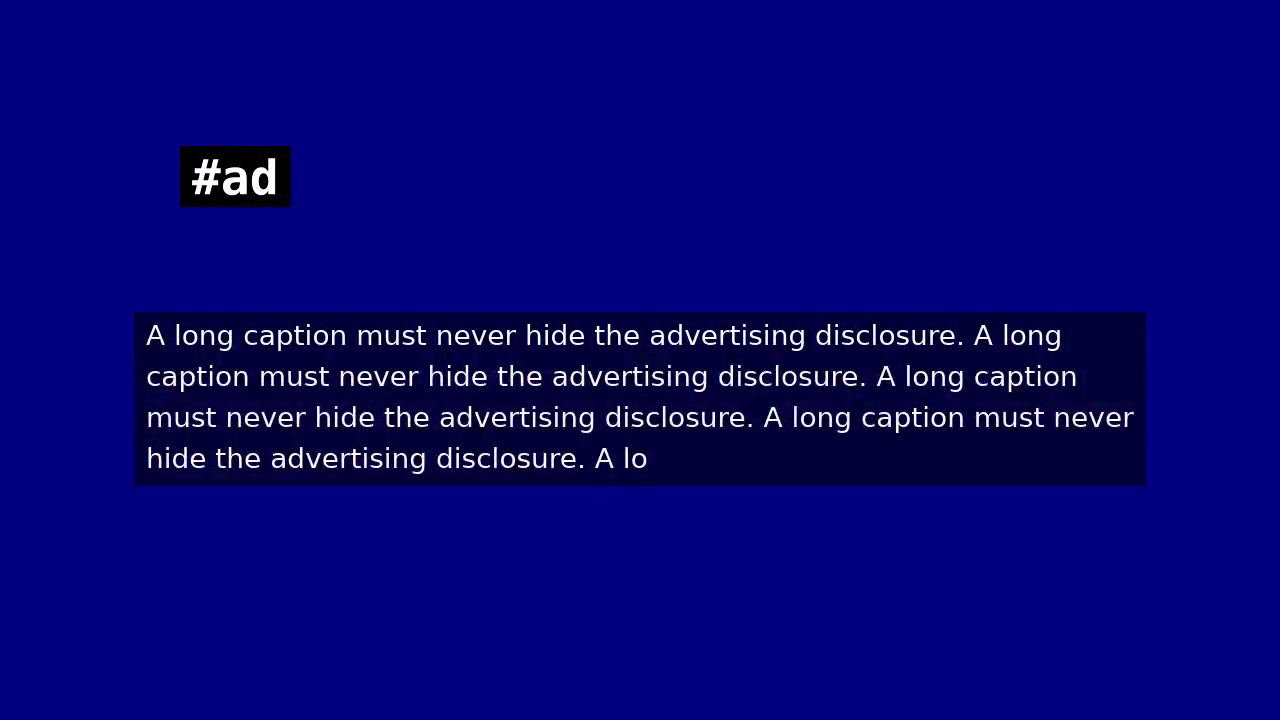 #ad
A long caption must never hide the advertising disclosure. A long
caption must never hide the advertising disclosure. A long caption
must never hide the advertising disclosure. A long caption must never
hide the advertising disclosure. A lo